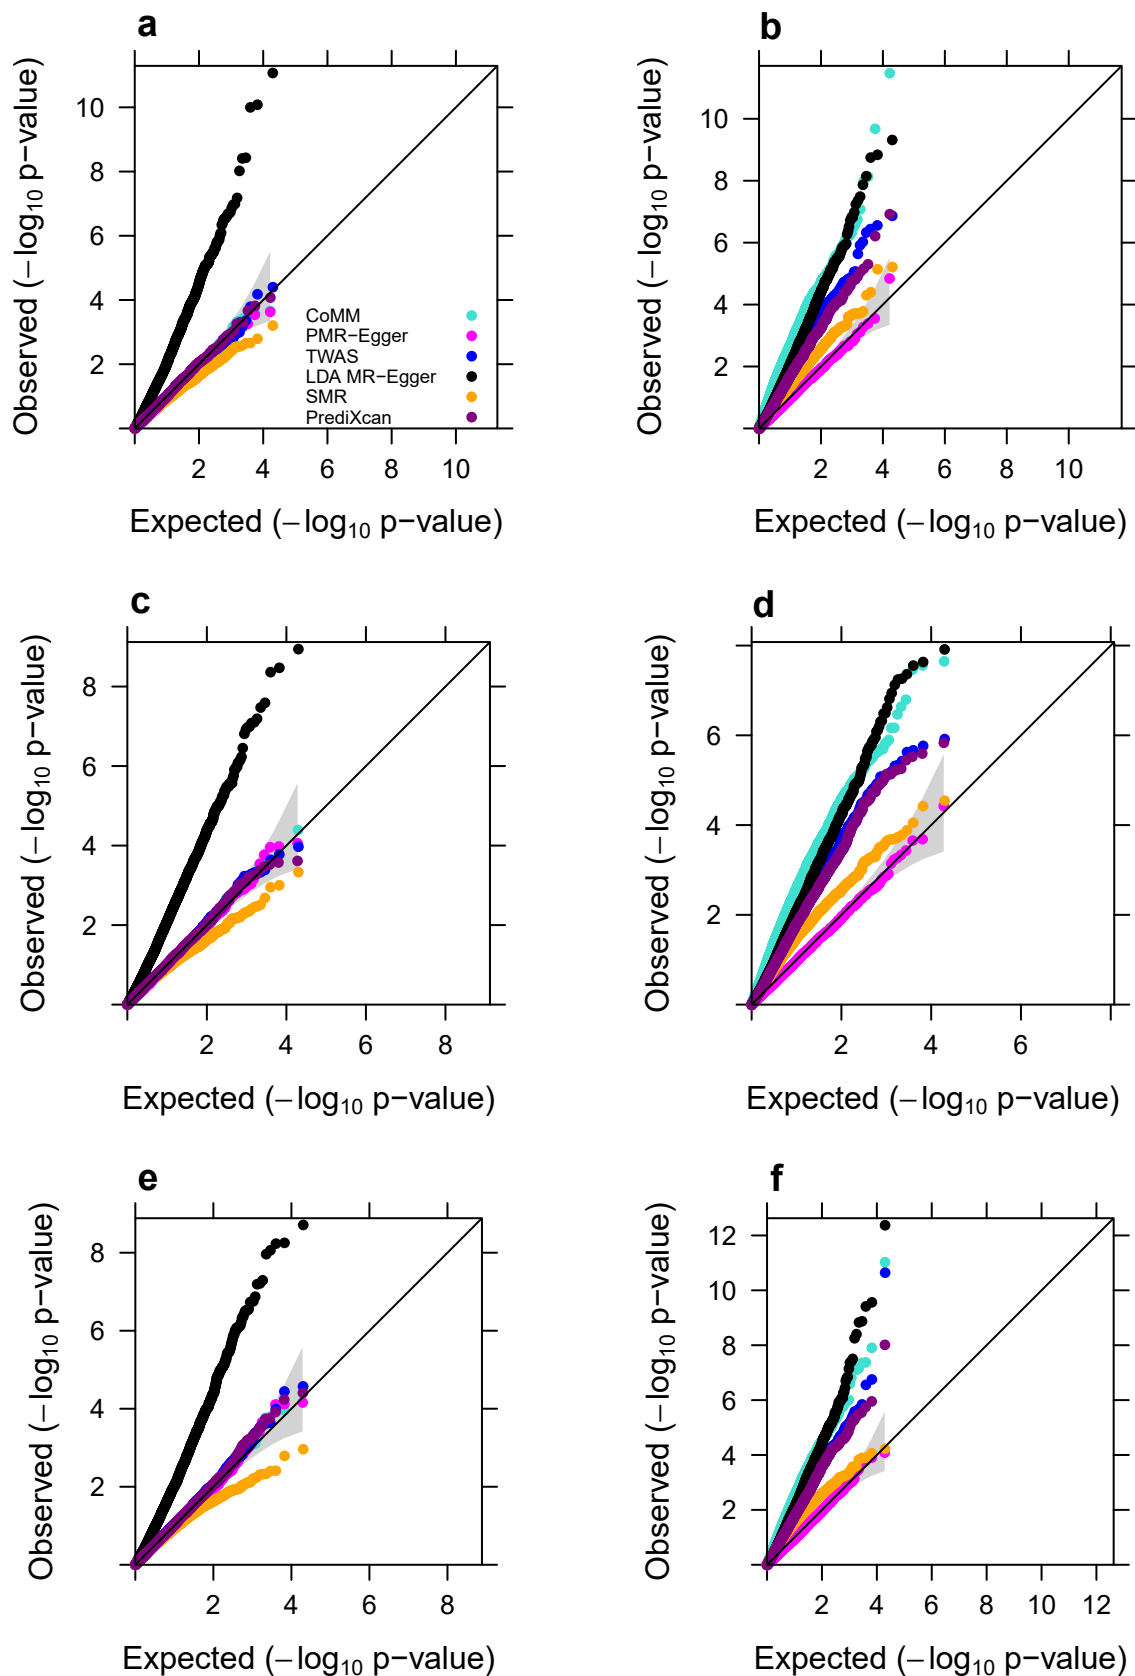 a
Observed (−log10 p−value)
10
8
6
4
2
CoMM
PMR−Egger
TWAS
LDA MR−Egger
SMR
PrediXcan
2 4 6 8 10
Expected (−log10 p−value)
b
Observed (−log10 p−value)
10
8
6
4
2
2 4 6 8 10
Expected (−log10 p−value)
c
Observed (−log10 p−value)
8
6
4
2
2 4 6 8
Expected (−log10 p−value)
d
Observed (−log10 p−value)
6
4
2
2 4 6
Expected (−log10 p−value)
e
Observed (−log10 p−value)
8
6
4
2
2 4 6 8
Expected (−log10 p−value)
f
Observed (−log10 p−value)
12
10
8
6
4
2
2 4 6 8 10 12
Expected (−log10 p−value)